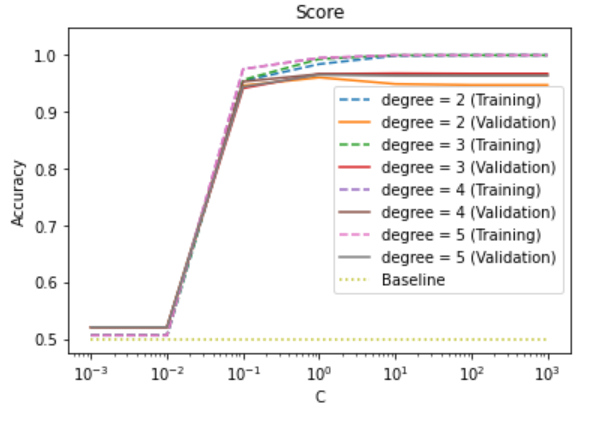 Score
1.0
0.9
0.8
0.7
0.6
0.5
Accuracy
degree = 2 (Training)
degree = 2 (Validation)
degree = 3 (Training)
degree = 3 (Validation)
degree = 4 (Training)
degree = 4 (Validation)
degree = 5 (Training)
degree = 5 (Validation)
Baseline
10⁻³ 10⁻² 10⁻¹ 10⁰ 10¹ 10² 10³
C